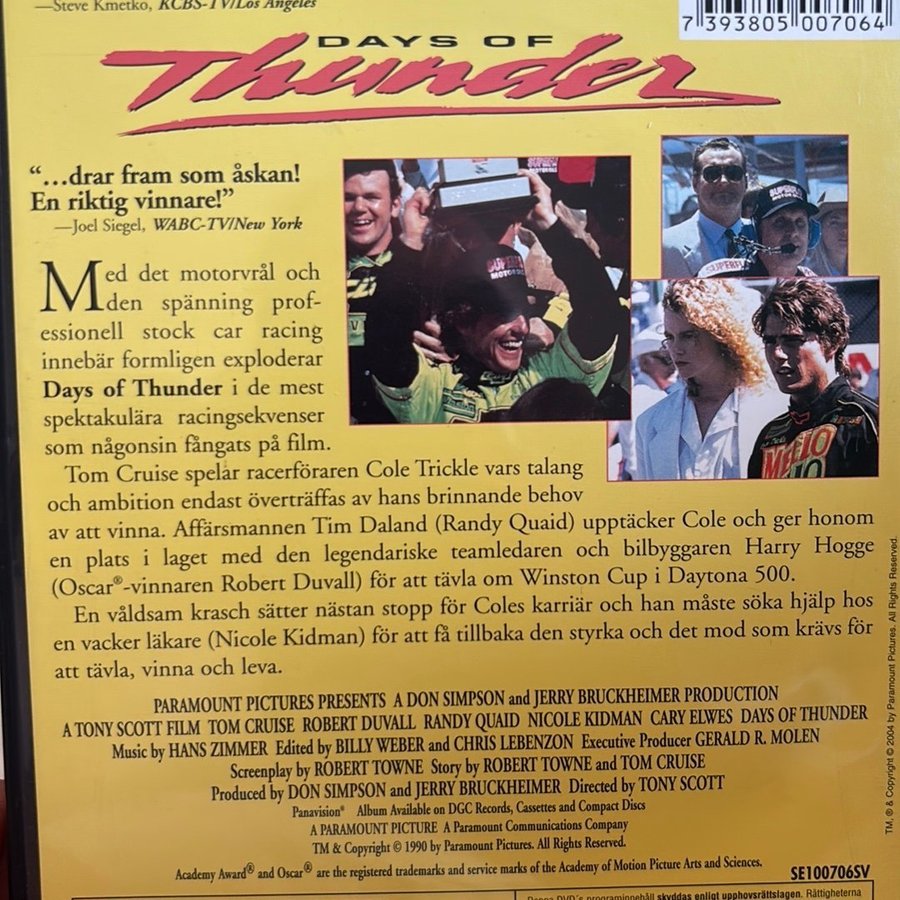 —Steve Kmetko, KCBS-TV/Los Angeles
7 393805 007064
DAYS OF
Thunder
“...drar fram som åskan!
En riktig vinnare!”
—Joel Siegel, WABC-TV/New York
Med det motorvrål och
den spänning prof-
essionell stock car racing
innebär formligen exploderar
Days of Thunder i de mest
spektakulära racingsekvenser
som någonsin fångats på film.
Tom Cruise spelar racerföraren Cole Trickle vars talang
och ambition endast överträffas av hans brinnande behov
av att vinna. Affärsmannen Tim Daland (Randy Quaid) upptäcker Cole och ger honom
en plats i laget med den legendariske teamledaren och bilbyggaren Harry Hogge
(Oscar®-vinnaren Robert Duvall) för att tävla om Winston Cup i Daytona 500.
En våldsam krasch sätter nästan stopp för Coles karriär och han måste söka hjälp hos
en vacker läkare (Nicole Kidman) för att få tillbaka den styrka och det mod som krävs för
att tävla, vinna och leva.
PARAMOUNT PICTURES PRESENTS A DON SIMPSON and JERRY BRUCKHEIMER PRODUCTION
A TONY SCOTT FILM TOM CRUISE ROBERT DUVALL RANDY QUAID NICOLE KIDMAN CARY ELWES DAYS OF THUNDER
Music by HANS ZIMMER Edited by BILLY WEBER and CHRIS LEBENZON Executive Producer GERALD R. MOLEN
Screenplay by ROBERT TOWNE Story by ROBERT TOWNE and TOM CRUISE
Produced by DON SIMPSON and JERRY BRUCKHEIMER Directed by TONY SCOTT
Panavision® Album Available on DGC Records, Cassettes and Compact Discs
A PARAMOUNT PICTURE A Paramount Communications Company
TM & Copyright © 1990 by Paramount Pictures. All Rights Reserved.
Academy Award® and Oscar® are the registered trademarks and service marks of the Academy of Motion Picture Arts and Sciences.
SE100706SV
TM, ® & Copyright © 2004 by Paramount Pictures. All Rights Reserved.
Denna DVD´s programinnehåll skyddas enligt upphovsrättslagen. Rättigheterna
SUPERFLO
MOTOR OIL
SUPERFLO
MELLO